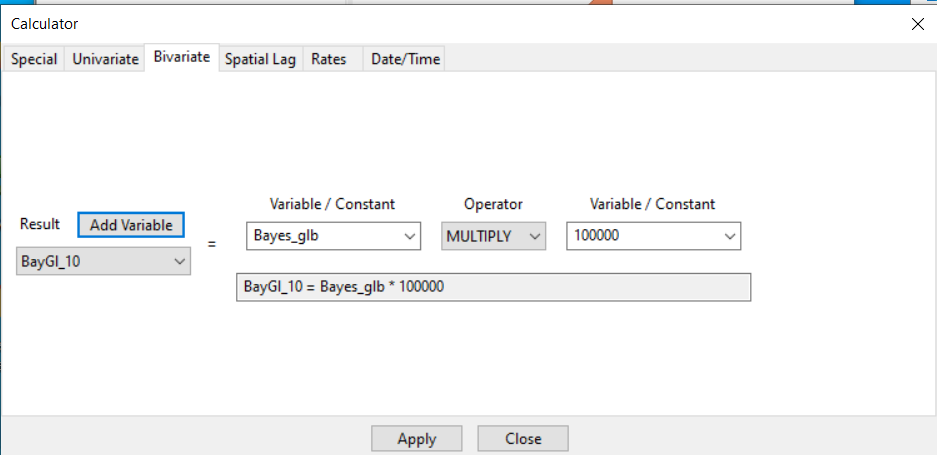 Calculator
Special Univariate Bivariate Spatial Lag Rates Date/Time
Variable / Constant Operator Variable / Constant
Result Add Variable
BayGl_10 = Bayes_glb MULTIPLY 100000
BayGl_10 = Bayes_glb * 100000
Apply Close